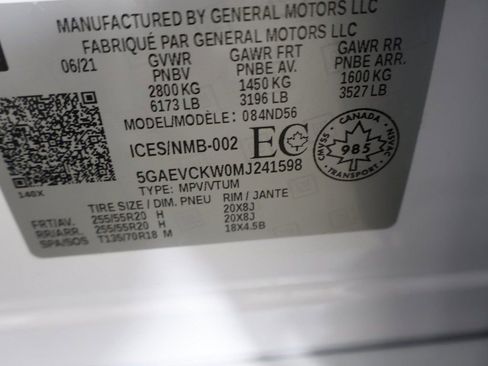 MANUFACTURED BY GENERAL MOTORS LLC
FABRIQUÉ PAR GENERAL MOTORS LLC
06/21 GVWR GAWR FRT GAWR RR
PNBV PNBE AV. PNBE ARR.
2800 KG 1450 KG 1600 KG
6173 LB 3196 LB 3527 LB
MODEL/MODÈLE: 084ND56
ICES/NMB-002 EC
CANADA
985
TRANSPORT
NVAC
5GAEVCKW0MJ241598
140X TYPE: MPV/VTUM
TIRE SIZE / DIM. PNEU RIM / JANTE
FRT/AV. 255/55R20 H 20X8J
RR/ARR. 255/55R20 H 20X8J
SPA/SOS T135/70R18 M 18X4.5B